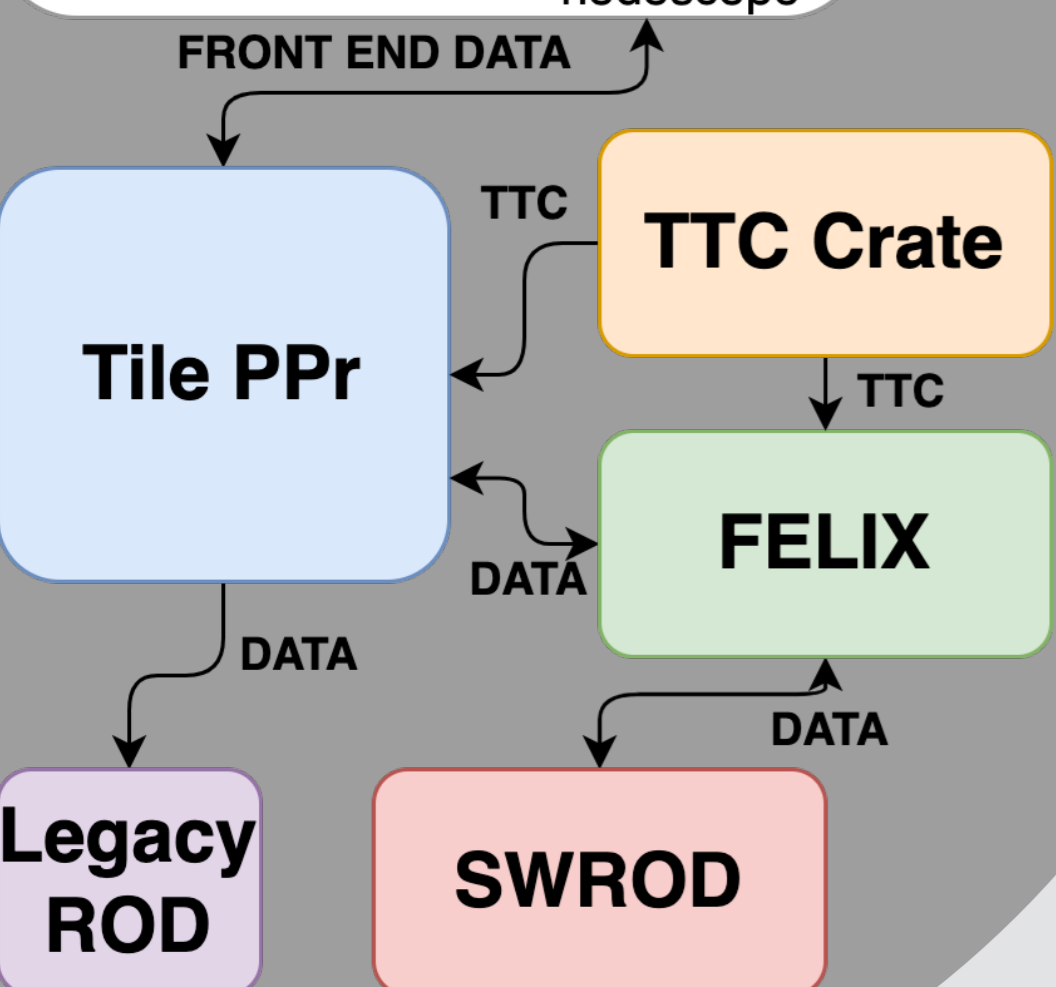 FRONT END DATA
TTC
TTC Crate
Tile PPr
TTC
FELIX
DATA
DATA
DATA
Legacy
ROD
SWROD